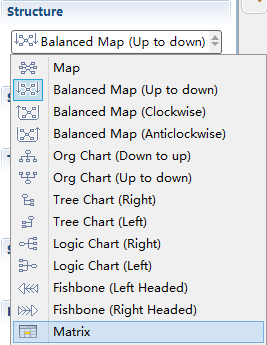 Structure
Balanced Map (Up to down)
Map
Balanced Map (Up to down)
Balanced Map (Clockwise)
Balanced Map (Anticlockwise)
Org Chart (Down to up)
Org Chart (Up to down)
Tree Chart (Right)
Tree Chart (Left)
Logic Chart (Right)
Logic Chart (Left)
Fishbone (Left Headed)
Fishbone (Right Headed)
Matrix